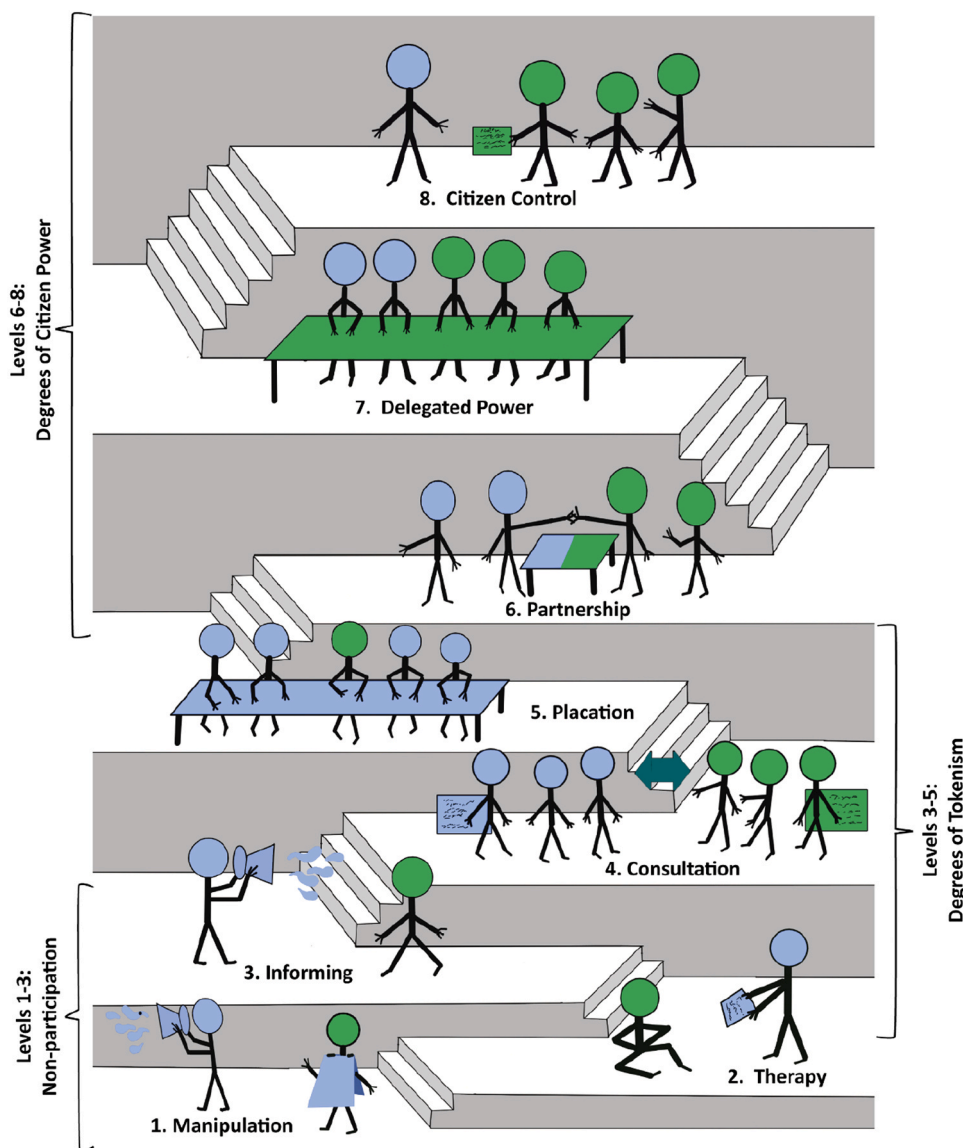 8. Citizen Control
Levels 6-8:
Degrees of Citizen Power
7. Delegated Power
6. Partnership
5. Placation
4. Consultation
Levels 3-5:
Degrees of Tokenism
3. Informing
Levels 1-3:
Non-participation
2. Therapy
1. Manipulation